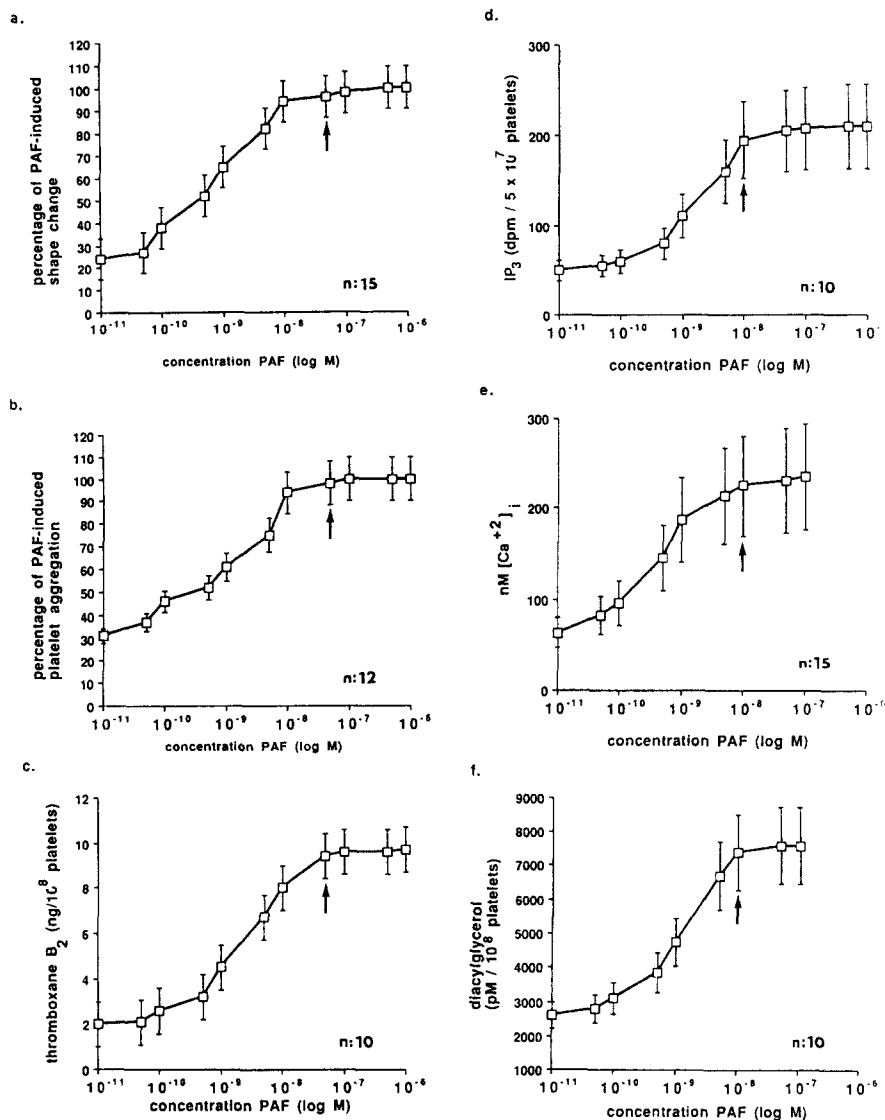 a.
120
110
100
90
80
70
60
50
40
30
20
10
0
percentage of PAF-induced
shape change
n:15
10⁻¹¹ 10⁻¹⁰ 10⁻⁹ 10⁻⁸ 10⁻⁷ 10⁻⁶
concentration PAF (log M)
b.
120
110
100
90
80
70
60
50
40
30
20
10
0
percentage of PAF-induced
platelet aggregation
n:12
10⁻¹¹ 10⁻¹⁰ 10⁻⁹ 10⁻⁸ 10⁻⁷ 10⁻⁶
concentration PAF (log M)
c.
12
10
8
6
4
2
0
thromboxane B₂ (ng/10⁸ platelets)
n:10
10⁻¹¹ 10⁻¹⁰ 10⁻⁹ 10⁻⁸ 10⁻⁷ 10⁻⁶
concentration PAF (log M)
d.
300
200
100
0
IP₃ (dpm / 5 x 10⁷ platelets)
n:10
10⁻¹¹ 10⁻¹⁰ 10⁻⁹ 10⁻⁸ 10⁻⁷ 10
concentration PAF (log M)
e.
300
200
100
0
nM [Ca⁺²]ᵢ
n:15
10⁻¹¹ 10⁻¹⁰ 10⁻⁹ 10⁻⁸ 10⁻⁷ 10
concentration PAF (log M)
f.
9000
8000
7000
6000
5000
4000
3000
2000
1000
diacylglycerol
(pM / 10⁸ platelets)
n:10
10⁻¹¹ 10⁻¹⁰ 10⁻⁹ 10⁻⁸ 10⁻⁷ 10⁻⁶
concentration PAF (log M)